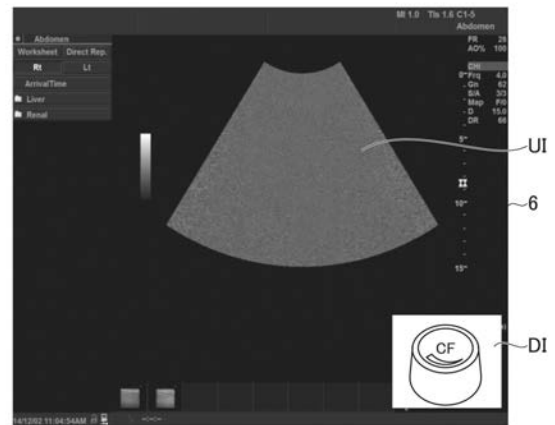 MI 1.0 TIs 1.6 C1-5
Abdomen
Abdomen
Worksheet Direct Rep.
Rt Lt
ArrivalTime
Liver
Renal
FR 26
AO% 100
CHI
Frq 4.0
Gn 62
S/A 3/3
Map F/0
D 15.0
DR 66
0
5
10
15
UI
6
CF
DI
14/12/02 11:04:54AM